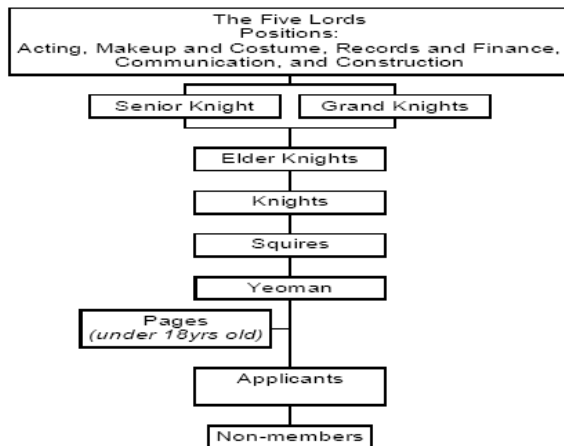 The Five Lords
Positions:
Acting, Makeup and Costume, Records and Finance,
Communication, and Construction
Senior Knight
Grand Knights
Elder Knights
Knights
Squires
Yeoman
Pages
(under 18yrs old)
Applicants
Non-members